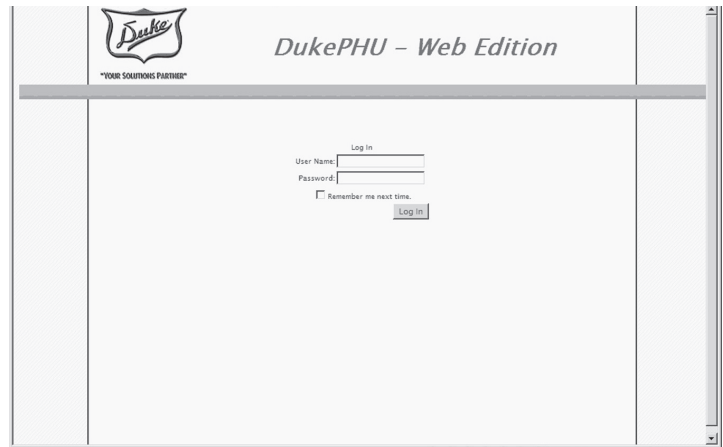 Duke
"YOUR SOLUTIONS PARTNER"
DukePHU – Web Edition
Log In
User Name:
Password:
Remember me next time.
Log In